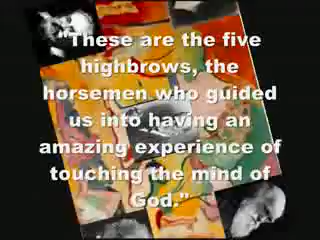 "These are the five
highbrows, the
horsemen who guided
us into having an
amazing experience of
touching the mind of
God."